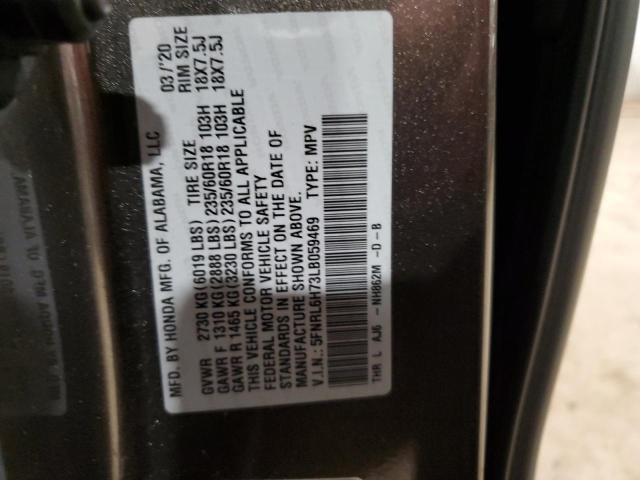 MFD. BY HONDA MFG. OF ALABAMA, LLC 03/'20
TIRE SIZE RIM SIZE
GVWR 2730 KG(6019 LBS)
GAWR F 1310 KG(2888 LBS)235/60R18 103H 18X7.5J
GAWR R 1465 KG(3230 LBS)235/60R18 103H 18X7.5J
THIS VEHICLE CONFORMS TO ALL APPLICABLE
FEDERAL MOTOR VEHICLE SAFETY
STANDARDS IN EFFECT ON THE DATE OF
MANUFACTURE SHOWN ABOVE.
V.I.N.: 5FNRL6H73LB059469 TYPE: MPV
THR L AJ6 -NH862M -D-B